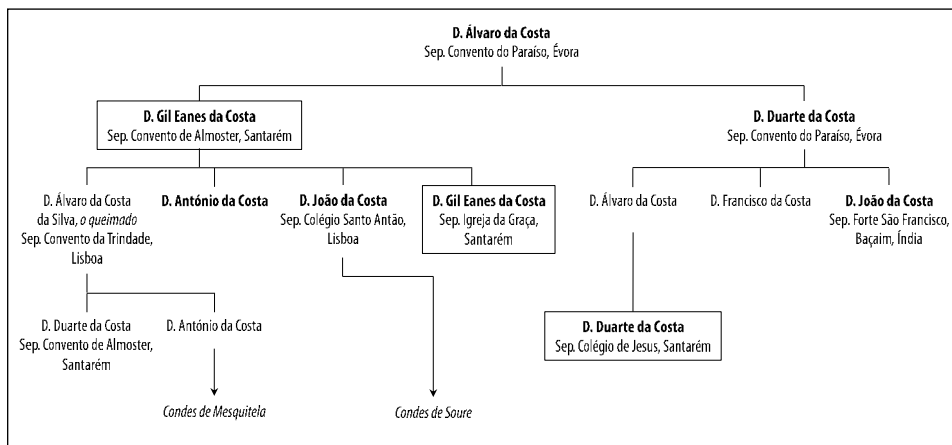 D. Álvaro da Costa
Sep. Convento do Paraíso, Évora
D. Gil Eanes da Costa
Sep. Convento de Almoster, Santarém
D. Duarte da Costa
Sep. Convento do Paraíso, Évora
D. Álvaro da Costa
da Silva, o queimado
Sep. Convento da Trindade,
Lisboa
D. António da Costa
D. João da Costa
Sep. Colégio Santo Antão,
Lisboa
D. Gil Eanes da Costa
Sep. Igreja da Graça,
Santarém
D. Álvaro da Costa
D. Francisco da Costa
D. João da Costa
Sep. Forte São Francisco,
Baçaim, Índia
D. Duarte da Costa
Sep. Convento de Almoster,
Santarém
D. António da Costa
D. Duarte da Costa
Sep. Colégio de Jesus, Santarém
Condes de Mesquitela
Condes de Soure